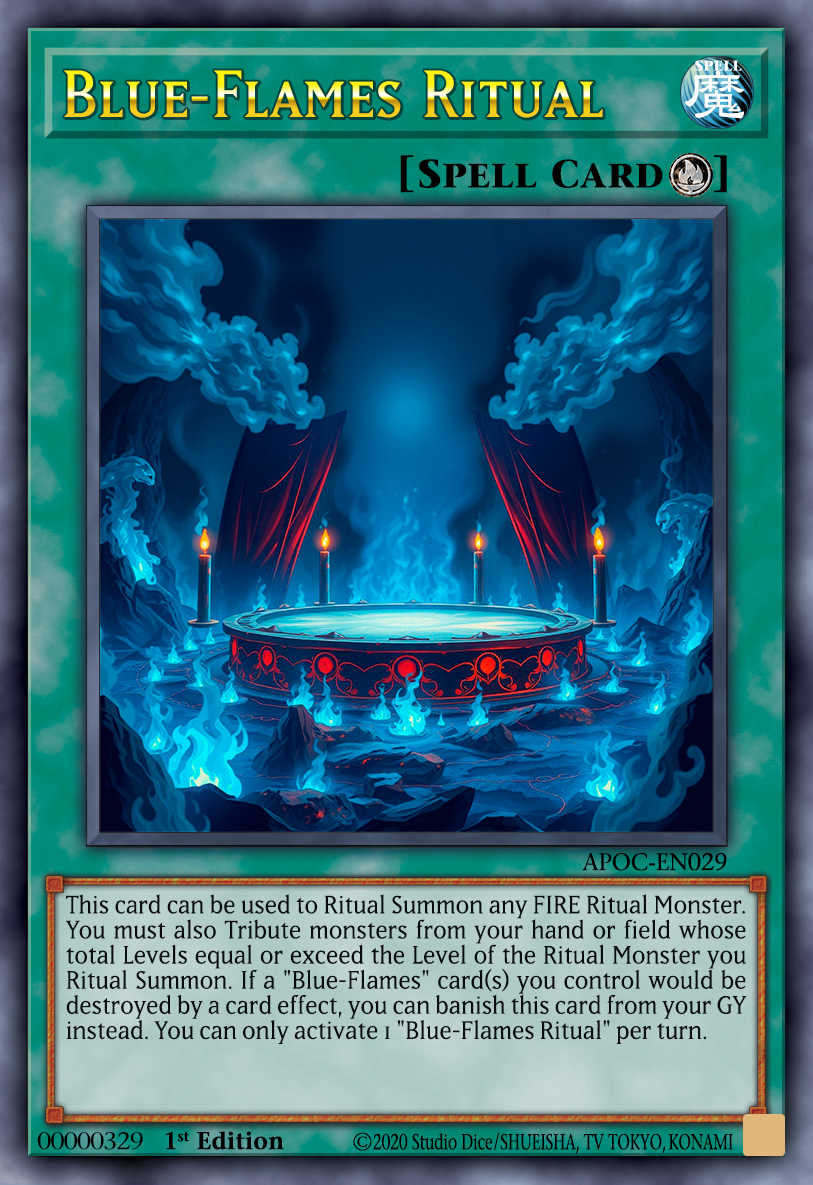 Blue-Flames Ritual
SPELL
魔
[Spell Card]
APOC-EN029
This card can be used to Ritual Summon any FIRE Ritual Monster.
You must also Tribute monsters from your hand or field whose
total Levels equal or exceed the Level of the Ritual Monster you
Ritual Summon. If a "Blue-Flames" card(s) you control would be
destroyed by a card effect, you can banish this card from your GY
instead. You can only activate 1 "Blue-Flames Ritual" per turn.
00000329 1st Edition ©2020 Studio Dice/SHUEISHA, TV TOKYO, KONAMI